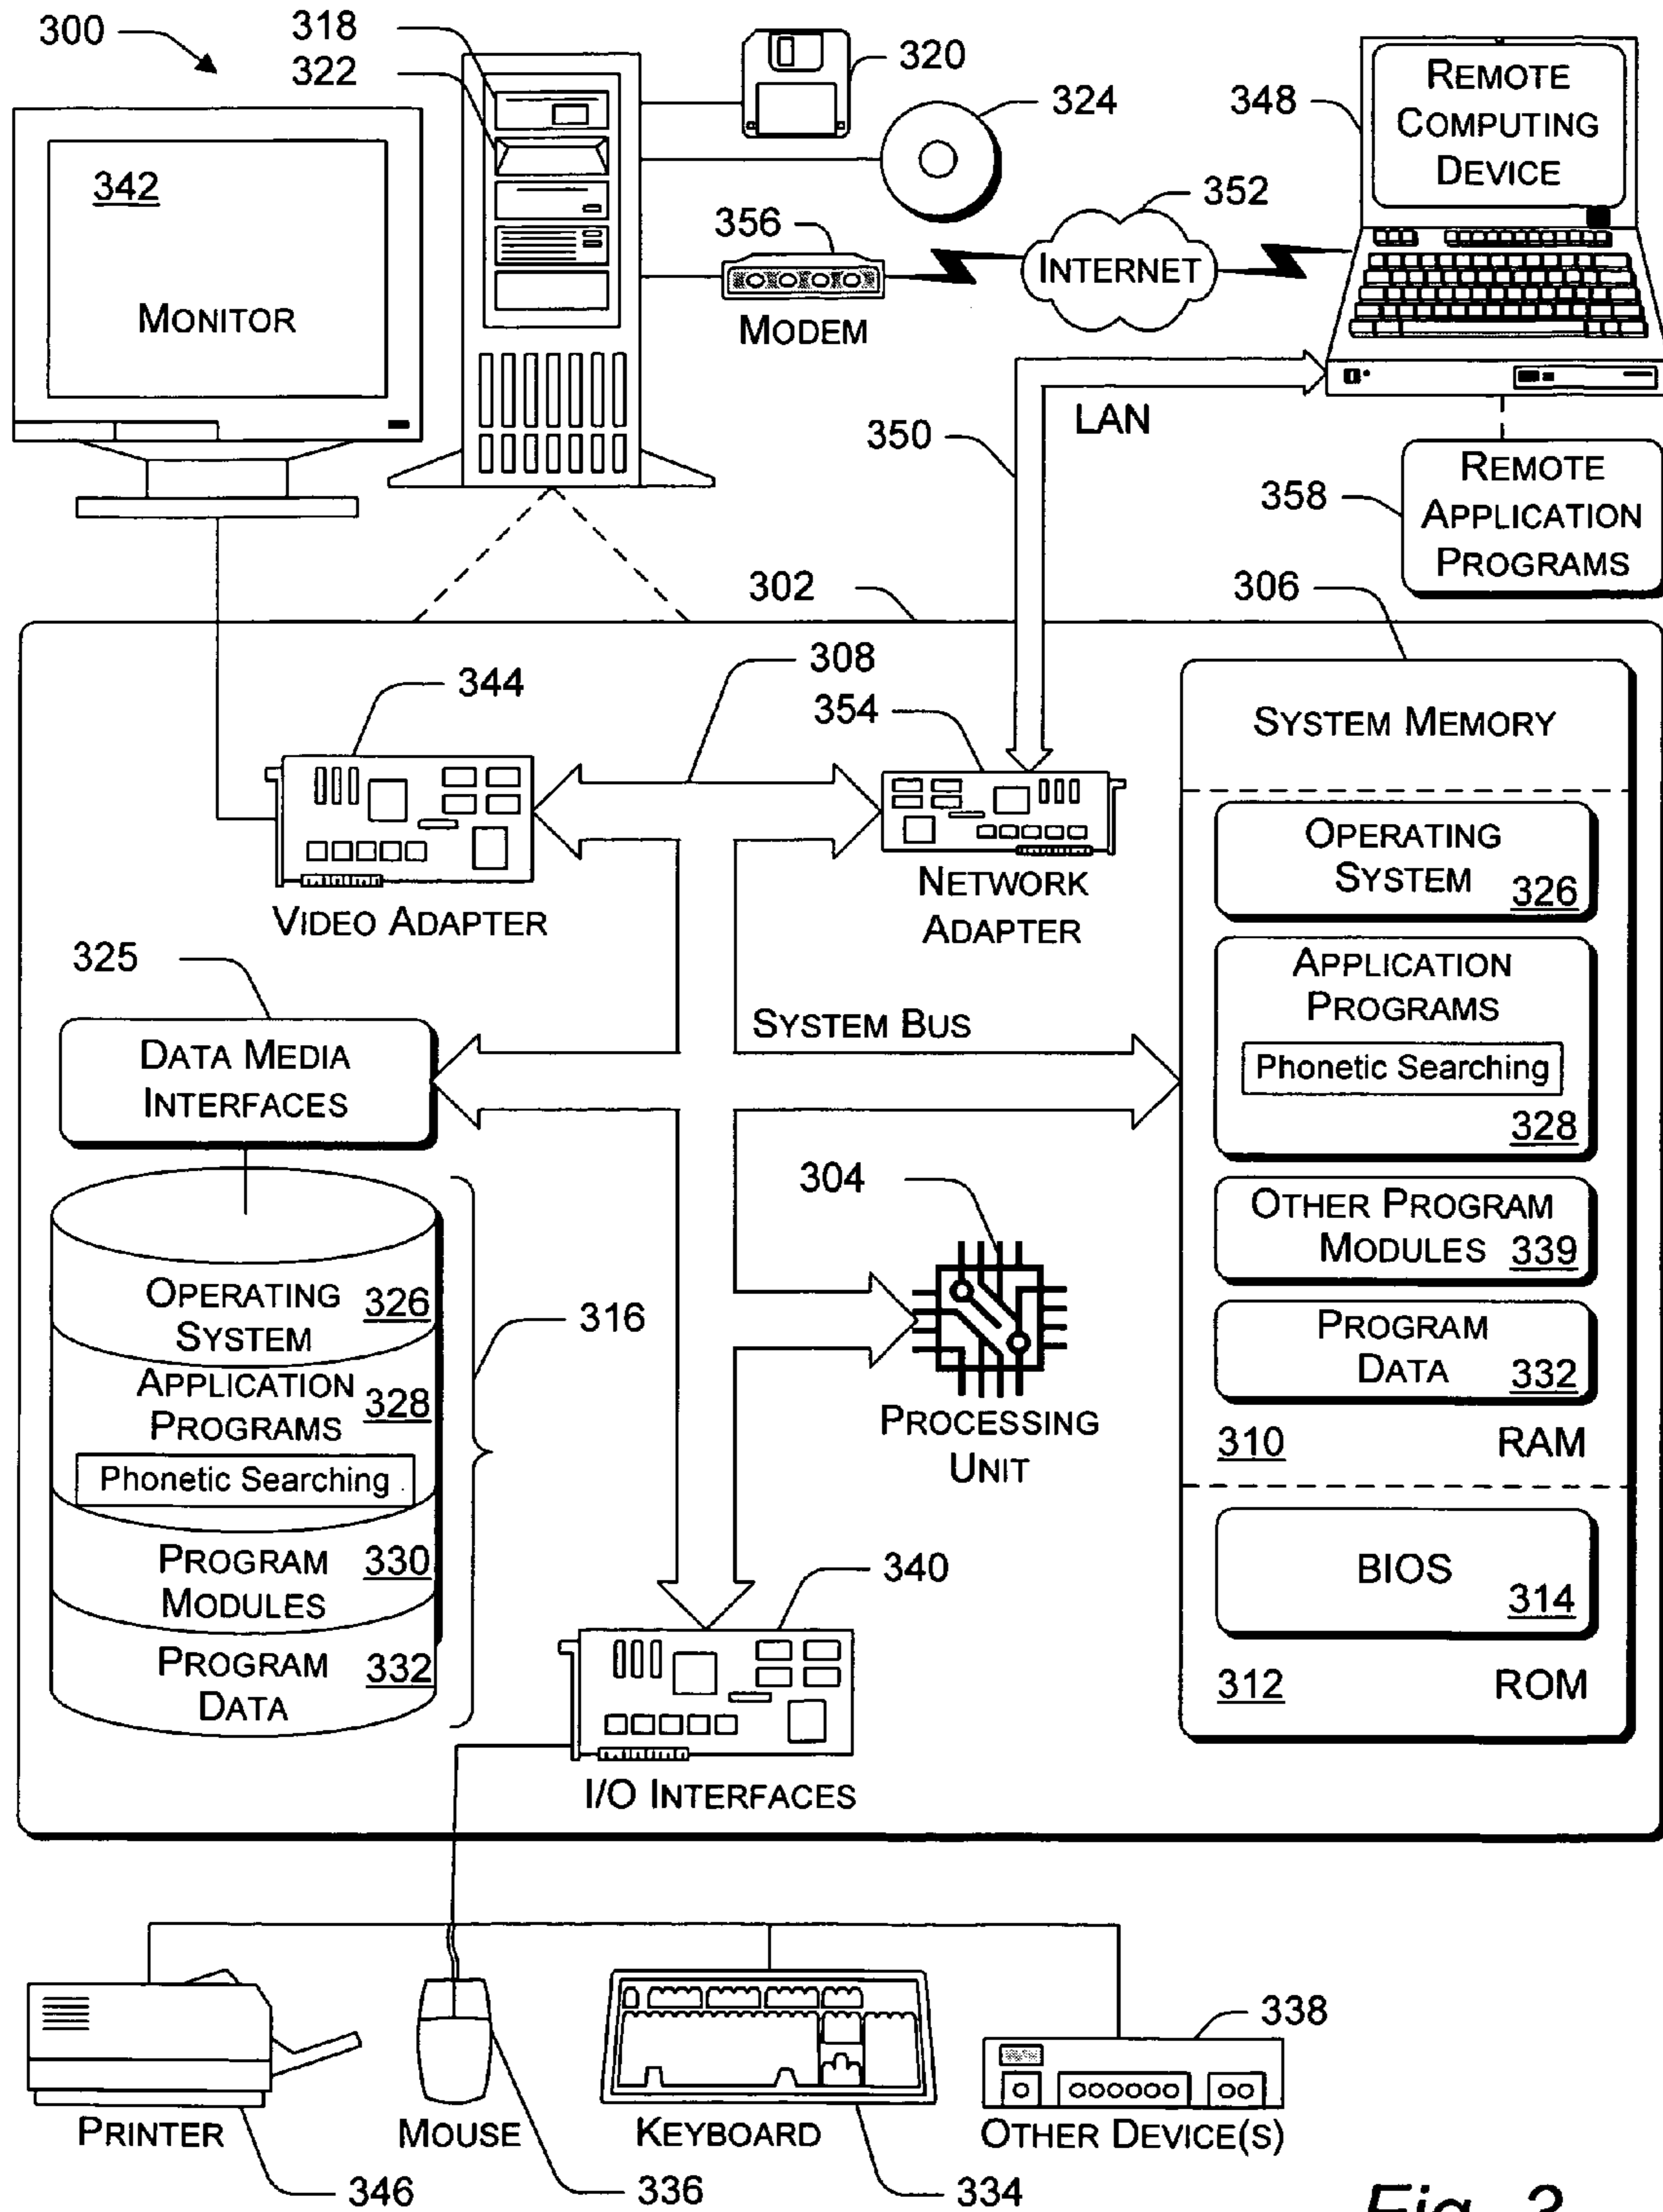 300
318
322
320
324
348
REMOTE
COMPUTING
DEVICE
342
MONITOR
356
MODEM
352
INTERNET
350
LAN
358
REMOTE
APPLICATION
PROGRAMS
302
306
308
344
354
VIDEO ADAPTER
NETWORK
ADAPTER
SYSTEM MEMORY
OPERATING
SYSTEM 326
APPLICATION
PROGRAMS
Phonetic Searching
328
OTHER PROGRAM
MODULES 339
PROGRAM
DATA 332
310 RAM
BIOS
314
312 ROM
325
DATA MEDIA
INTERFACES
SYSTEM BUS
304
PROCESSING
UNIT
OPERATING 326
SYSTEM
APPLICATION 328
PROGRAMS
Phonetic Searching
PROGRAM 330
MODULES
PROGRAM 332
DATA
316
340
I/O INTERFACES
338
PRINTER
MOUSE
KEYBOARD
OTHER DEVICE(S)
346
336
334
Fig. 3